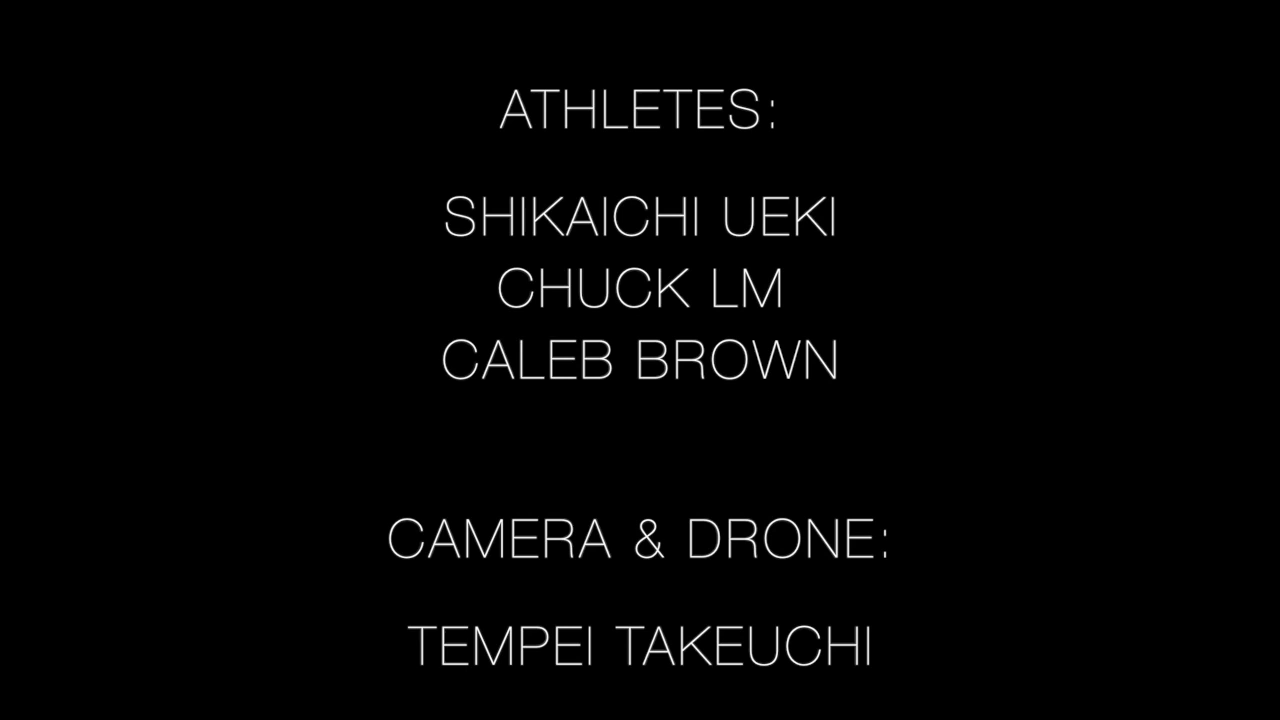 ATHLETES:
SHIKAICHI UEKI
CHUCK LM
CALEB BROWN
CAMERA & DRONE:
TEMPEI TAKEUCHI